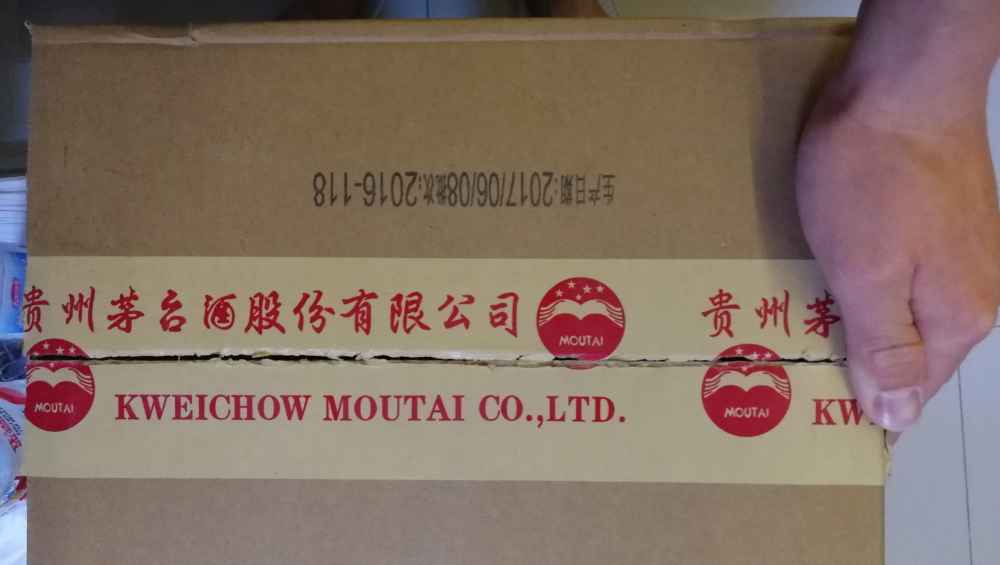 生产日期:2017/06/08批次:2016-118
贵州茅台酒股份有限公司
MOUTAI
贵州茅
MOUTAI
KWEICHOW MOUTAI CO.,LTD.
MOUTAI
KW